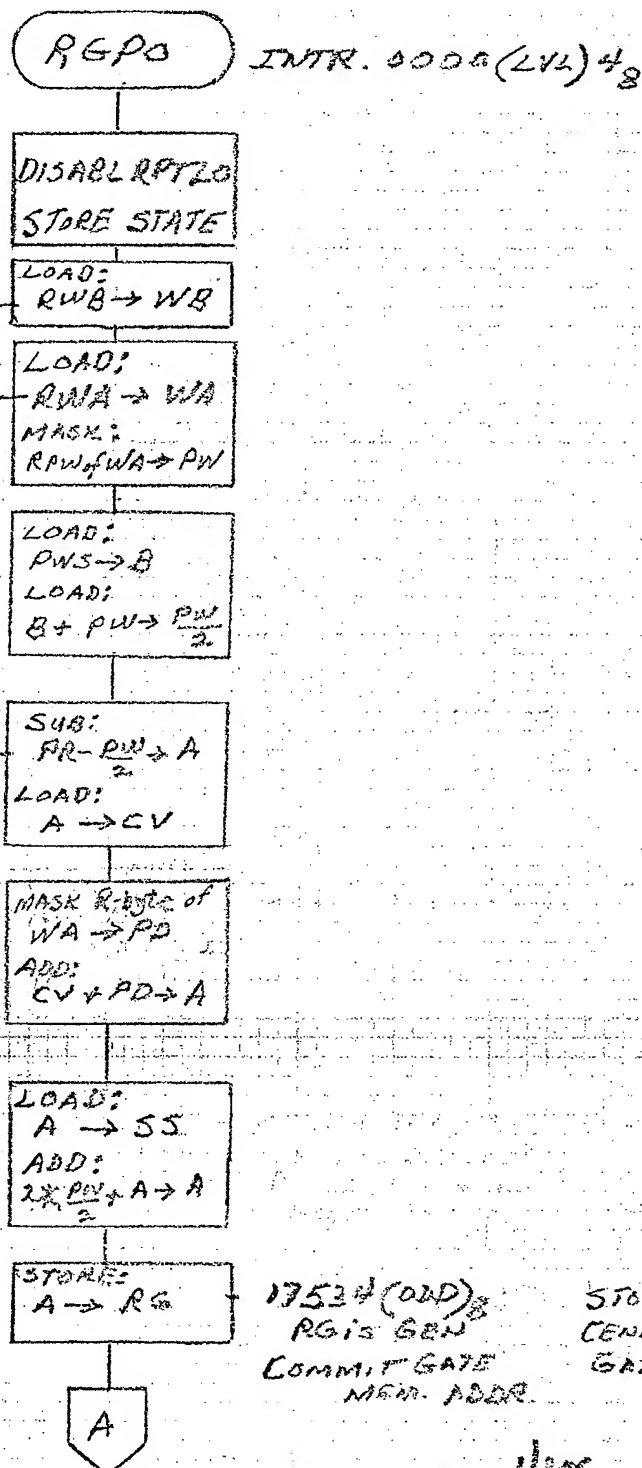 RGPO
INTR. 0000(LVL)4₈
DISABL RPTLO
STORE STATE
LOAD:
RWB → WB
LOAD:
RWA → WA
MASK:
RPW of WA → PW
LOAD:
PWS → B
LOAD:
B + PW → PW/2
SUB:
PR - PW/2 → A
LOAD:
A → CV
MASK R-byte of
WA → PD
ADD:
CV + PD → A
LOAD:
A → SS
ADD:
2 × PW/2 + A → A
STORE:
A → RG
17534(ODD)₈
RG is GEN
COMMIT GATE
MEM. ADDR.
STO
CEN
GA
A